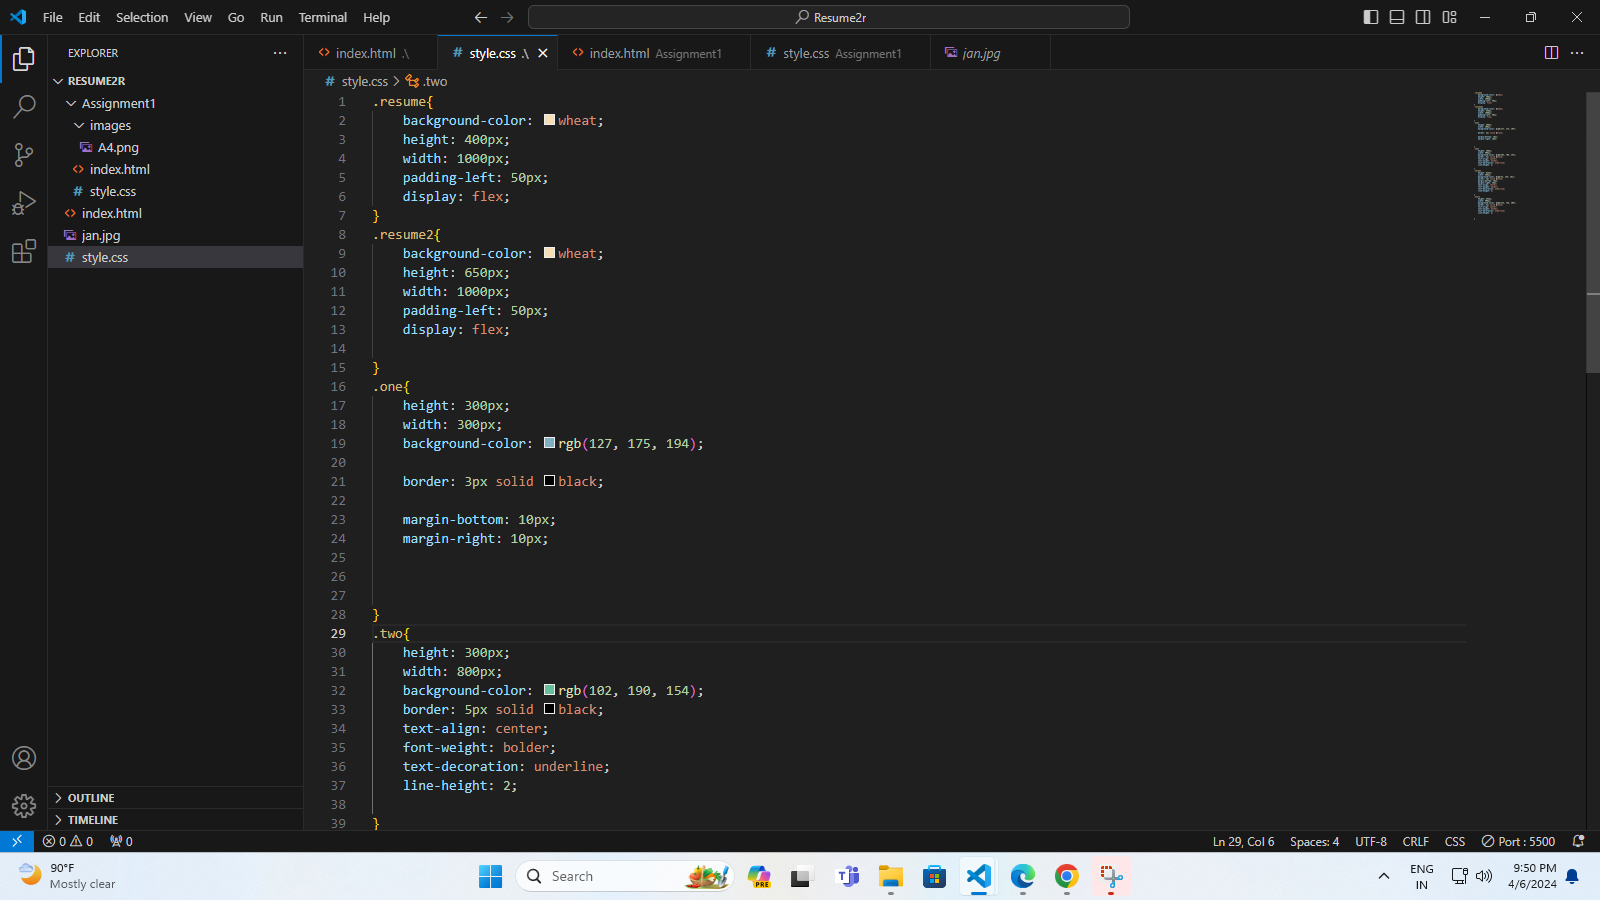 File Edit Selection View Go Run Terminal Help
Resume2r
EXPLORER
RESUME2R
Assignment1
images
A4.png
index.html
style.css
index.html
jan.jpg
style.css
OUTLINE
TIMELINE
index.html .\
style.css .\
index.html Assignment1
style.css Assignment1
jan.jpg
style.css > .two
1 .resume{
2 background-color: wheat;
3 height: 400px;
4 width: 1000px;
5 padding-left: 50px;
6 display: flex;
7 }
8 .resume2{
9 background-color: wheat;
10 height: 650px;
11 width: 1000px;
12 padding-left: 50px;
13 display: flex;
14
15 }
16 .one{
17 height: 300px;
18 width: 300px;
19 background-color: rgb(127, 175, 194);
20
21 border: 3px solid black;
22
23 margin-bottom: 10px;
24 margin-right: 10px;
25
26
27
28 }
29 .two{
30 height: 300px;
31 width: 800px;
32 background-color: rgb(102, 190, 154);
33 border: 5px solid black;
34 text-align: center;
35 font-weight: bolder;
36 text-decoration: underline;
37 line-height: 2;
38
39 }
0 0 0
Ln 29, Col 6 Spaces: 4 UTF-8 CRLF CSS Port : 5500
90°F
Mostly clear
Search
PRE
ENG
IN
9:50 PM
4/6/2024